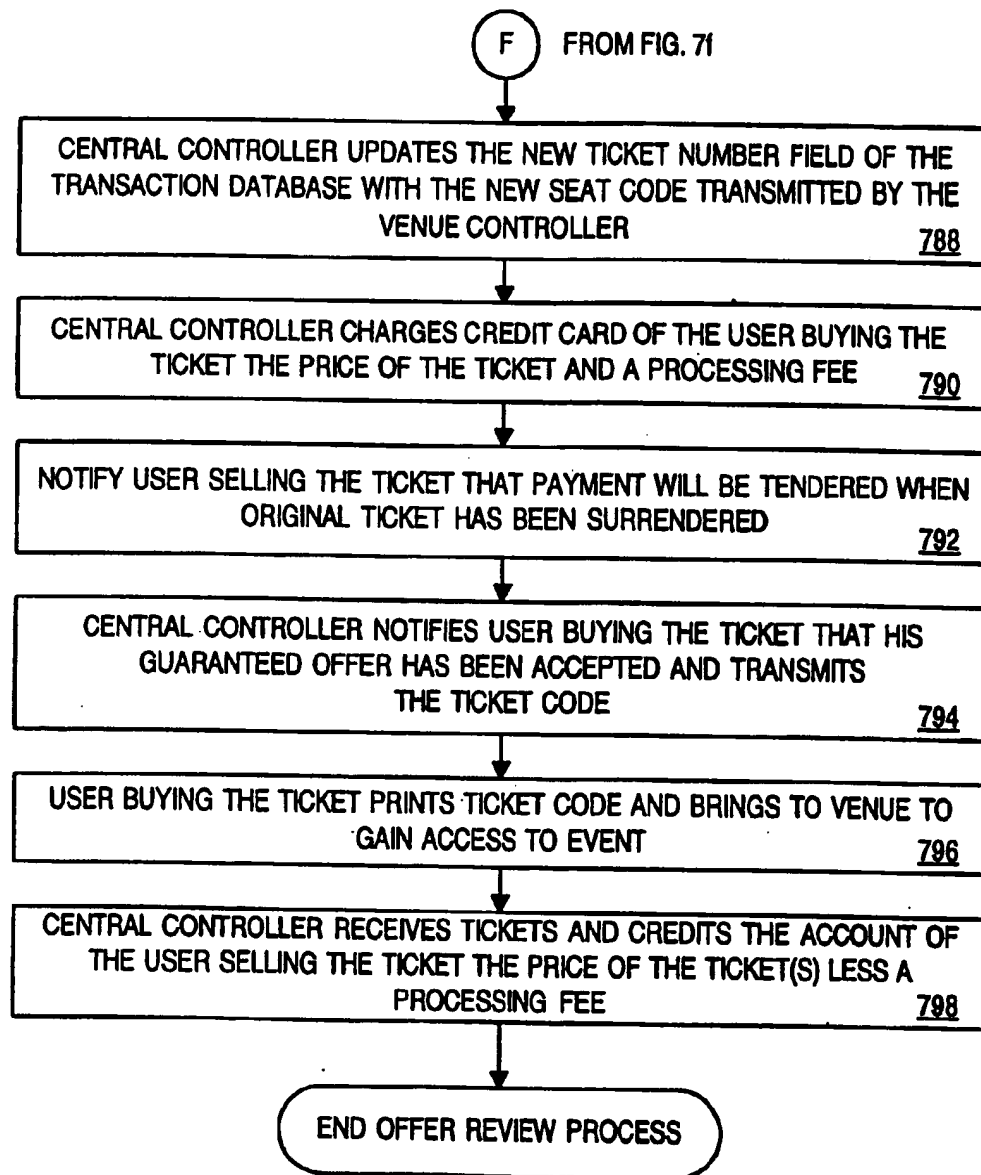 F FROM FIG. 7f
CENTRAL CONTROLLER UPDATES THE NEW TICKET NUMBER FIELD OF THE
TRANSACTION DATABASE WITH THE NEW SEAT CODE TRANSMITTED BY THE
VENUE CONTROLLER
788
CENTRAL CONTROLLER CHARGES CREDIT CARD OF THE USER BUYING THE
TICKET THE PRICE OF THE TICKET AND A PROCESSING FEE
790
NOTIFY USER SELLING THE TICKET THAT PAYMENT WILL BE TENDERED WHEN
ORIGINAL TICKET HAS BEEN SURRENDERED
792
CENTRAL CONTROLLER NOTIFIES USER BUYING THE TICKET THAT HIS
GUARANTEED OFFER HAS BEEN ACCEPTED AND TRANSMITS
THE TICKET CODE
794
USER BUYING THE TICKET PRINTS TICKET CODE AND BRINGS TO VENUE TO
GAIN ACCESS TO EVENT
796
CENTRAL CONTROLLER RECEIVES TICKETS AND CREDITS THE ACCOUNT OF
THE USER SELLING THE TICKET THE PRICE OF THE TICKET(S) LESS A
PROCESSING FEE
798
END OFFER REVIEW PROCESS